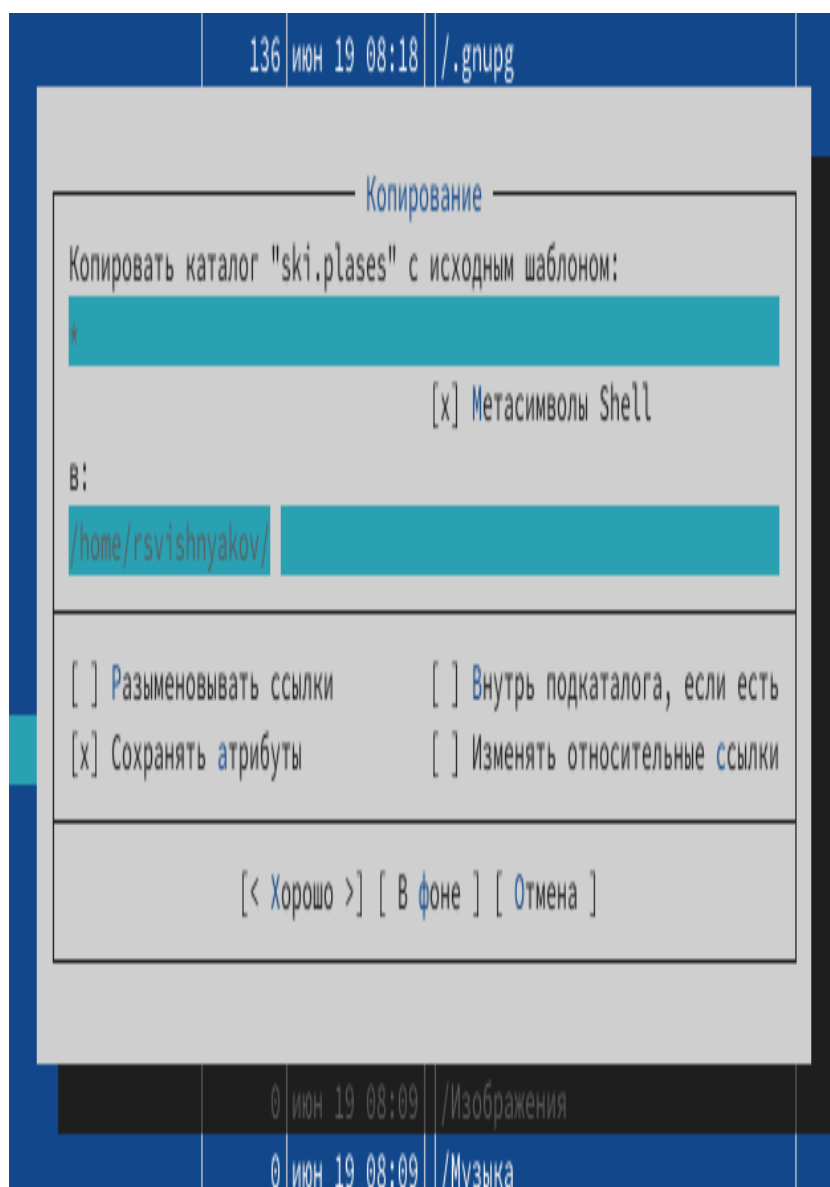 136 июн 19 08:18 /.gnupg
Копирование
Копировать каталог "ski.plases" с исходным шаблоном:
*
[x] Метасимволы Shell
в:
/home/rsvishnyakov/
[ ] Разыменовывать ссылки [ ] Внутрь подкаталога, если есть
[x] Сохранять атрибуты [ ] Изменять относительные ссылки
[< Хорошо >] [ В фоне ] [ Отмена ]
0 июн 19 08:09 /Изображения
0 июн 19 08:09 /Музыка